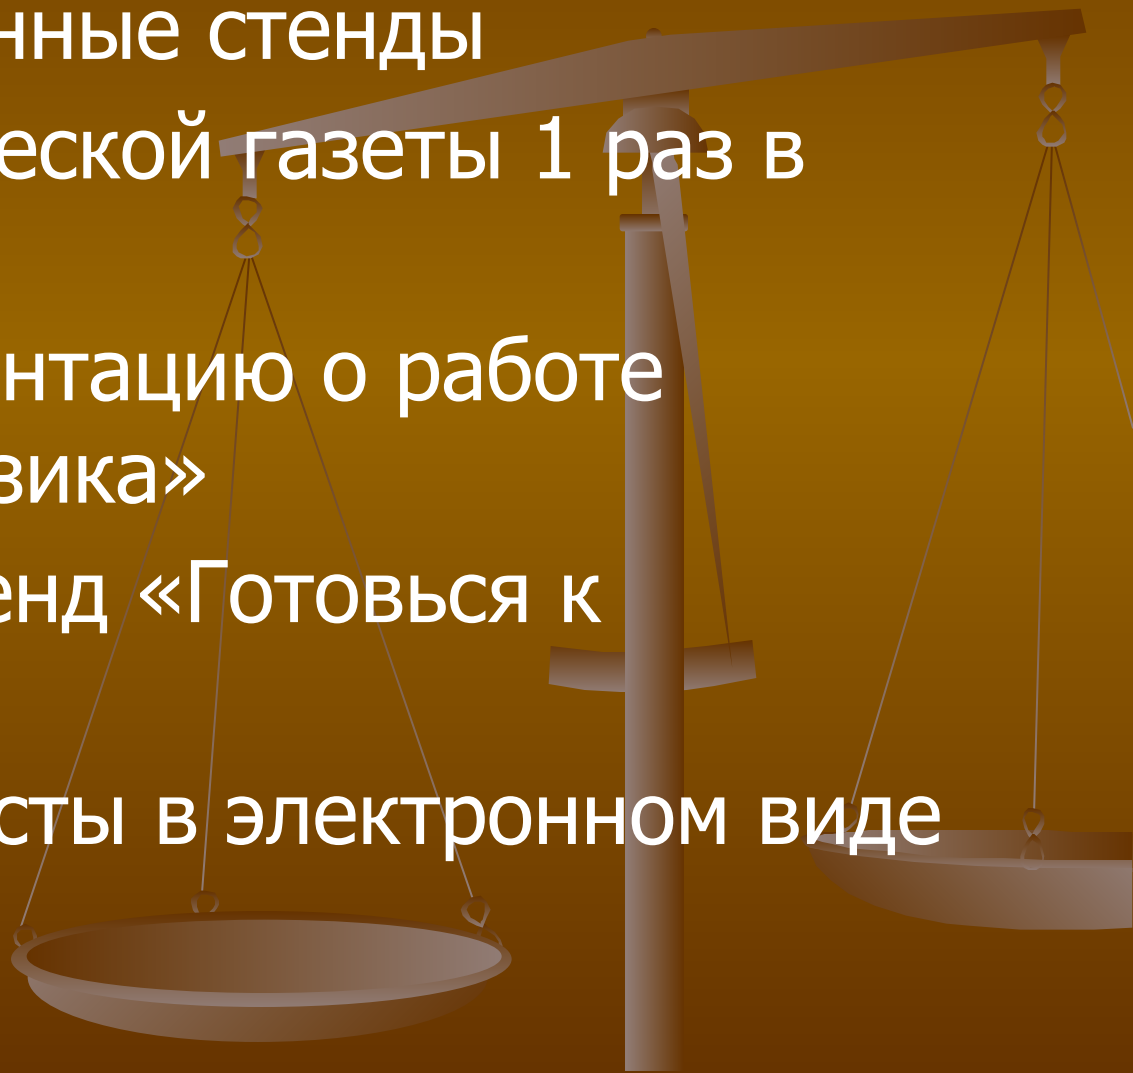 нные стенды
еской газеты 1 раз в
нтацию о работе
зика»
енд «Готовься к
сты в электронном виде